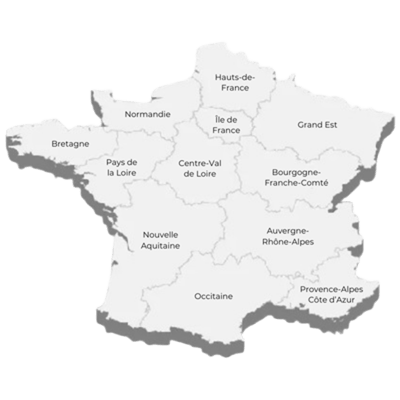 Hauts-de-
France
Normandie
Île de
France
Grand Est
Bretagne
Pays de
la Loire
Centre-Val
de Loire
Bourgogne-
Franche-Comté
Nouvelle
Aquitaine
Auvergne-
Rhône-Alpes
Occitaine
Provence-Alpes
Côte d'Azur